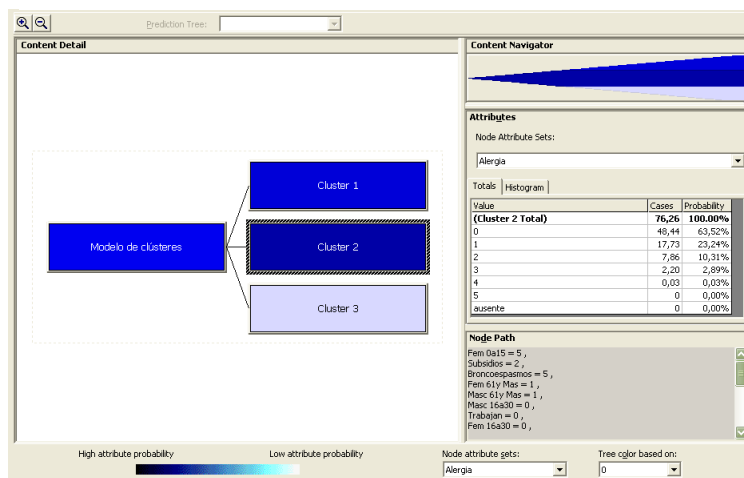 Prediction Tree:
Content Detail
Cluster 1
Modelo de clústeres
Cluster 2
Cluster 3
Content Navigator
Attributes
Node Attribute Sets:
Alergia
Totals Histogram
Value Cases Probability
(Cluster 2 Total) 76,26 100.00%
0 48,44 63,52%
1 17,73 23,24%
2 7,86 10,31%
3 2,20 2,89%
4 0,03 0,03%
5 0 0,00%
ausente 0 0,00%
Node Path
Fem 0a15 = 5 ,
Subsidios = 2 ,
Broncoespasmos = 5 ,
Fem 61y Mas = 1 ,
Masc 61y Mas = 1 ,
Masc 16a30 = 0 ,
Trabajan = 0 ,
Fem 16a30 = 0 ,
High attribute probability Low attribute probability
Node attribute sets: Tree color based on:
Alergia 0